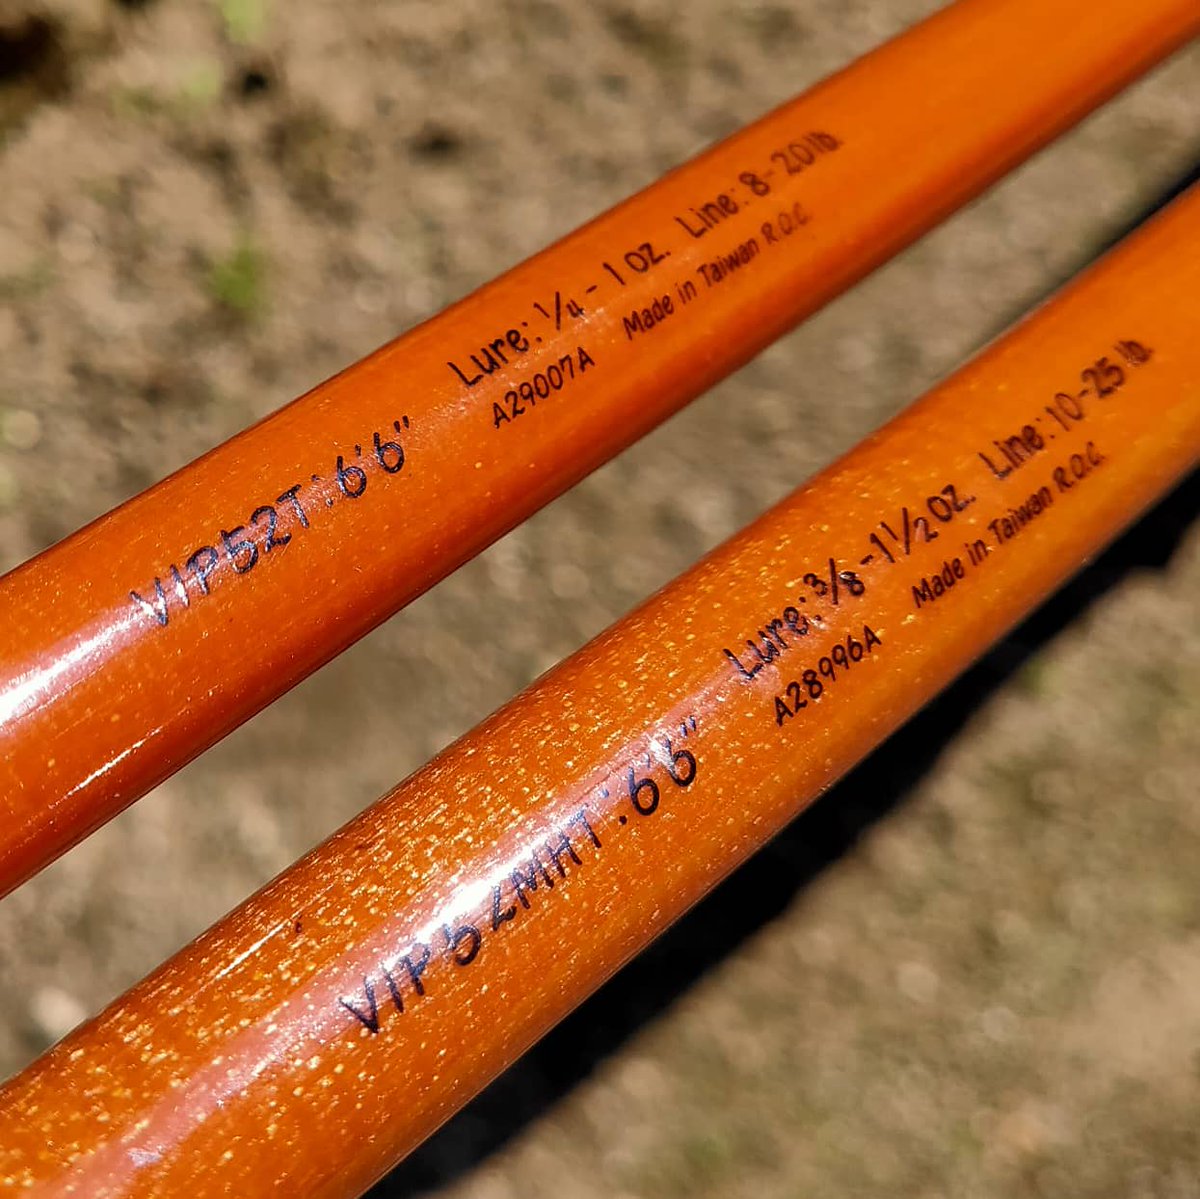 VIP52T: 6'6" Lure: 1/4 - 1 oz. Line: 8-20 lb.
A29007A Made in Taiwan R.O.C.
VIP52MHT: 6'6" Lure: 3/8 - 1 1/2 oz. Line: 10-25 lb.
A28996A Made in Taiwan R.O.C.